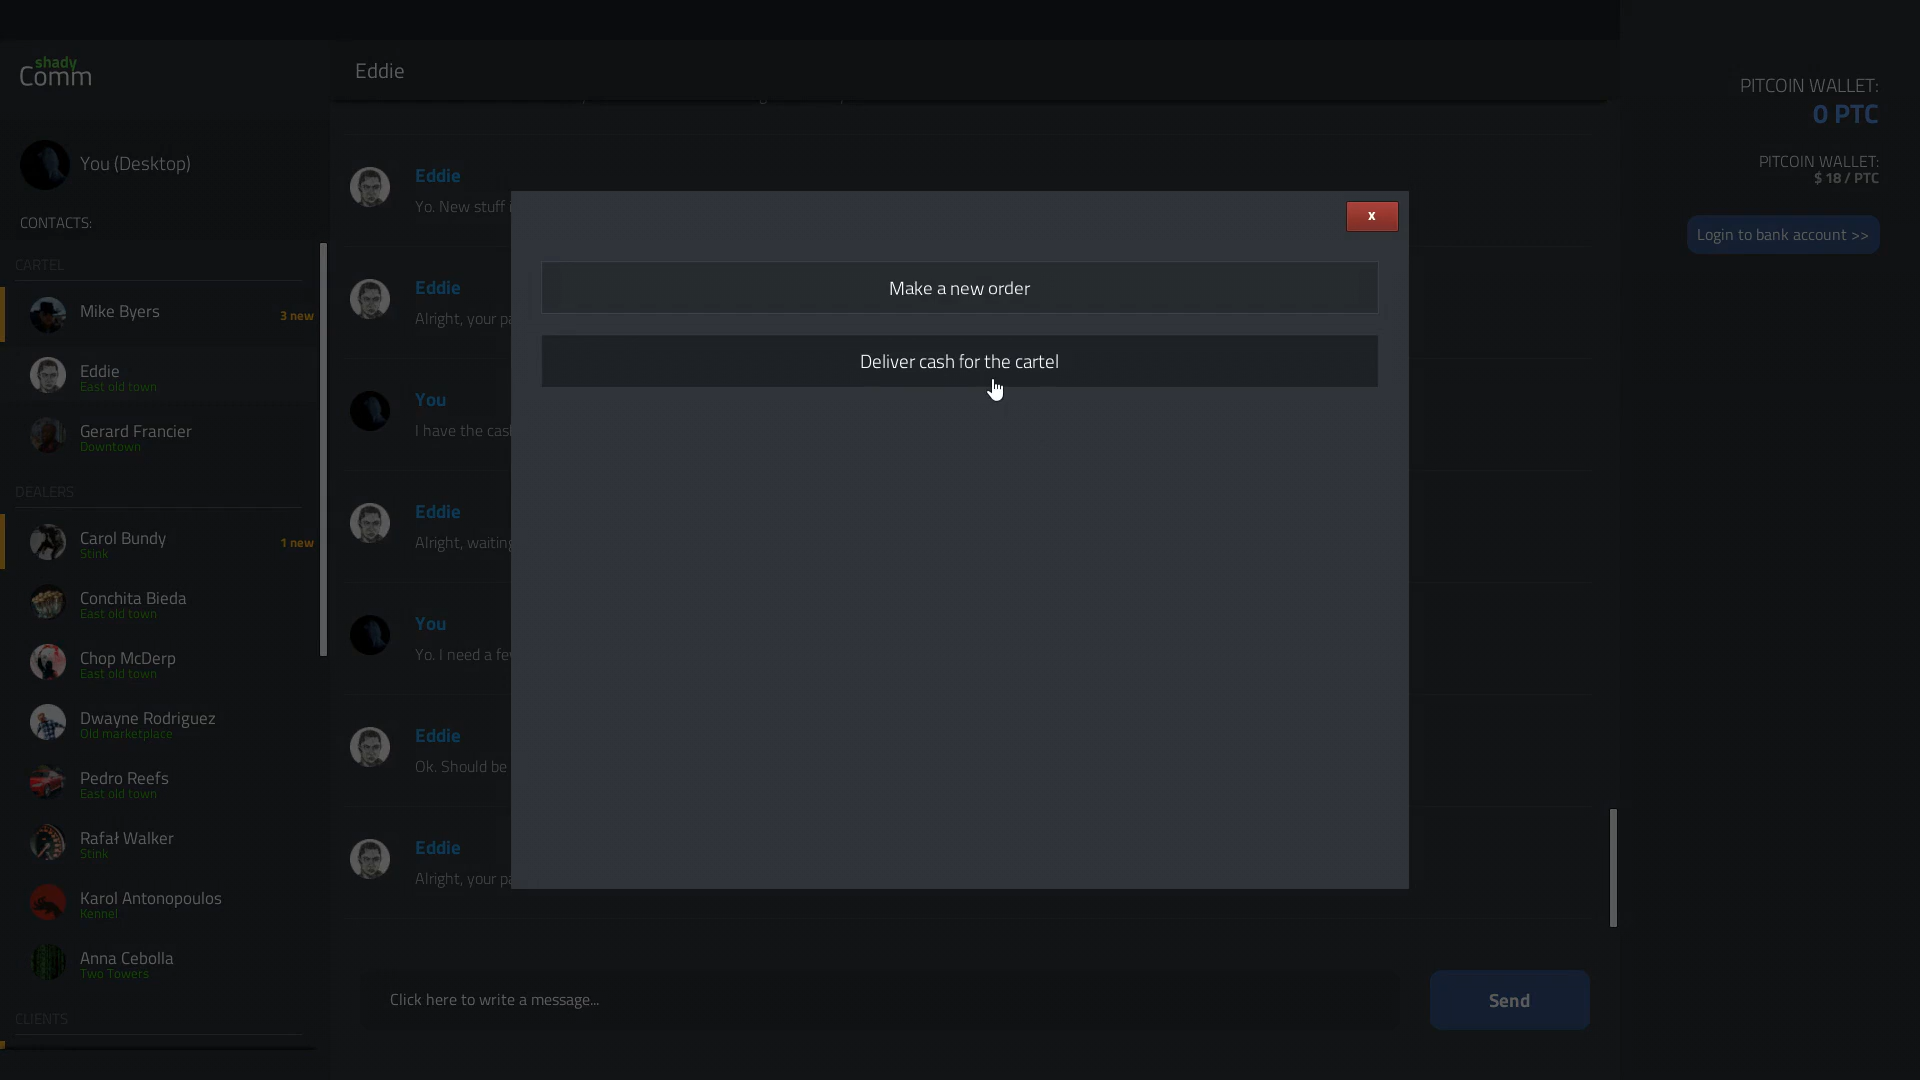 shady
Comm
You (Desktop)
CONTACTS:
CARTEL
Mike Byers
3 new
Eddie
East old town
Gerard Francier
Downtown
DEALERS
Carol Bundy
Stink
1 new
Conchita Bieda
East old town
Chop McDerp
East old town
Dwayne Rodriguez
Old marketplace
Pedro Reefs
East old town
Rafał Walker
Stink
Karol Antonopoulos
Kennel
Anna Cebolla
Two Towers
CLIENTS
Eddie
Eddie
Yo. New stuff
Eddie
Alright, your
You
I have the
Eddie
Alright, waiting
You
Yo. I need a
Eddie
Ok. Should be
Eddie
Alright, your
Click here to write a message...
Send
x
Make a new order
Deliver cash for the cartel
PITCOIN WALLET:
0 PTC
PITCOIN WALLET:
$ 18 / PTC
Login to bank account >>